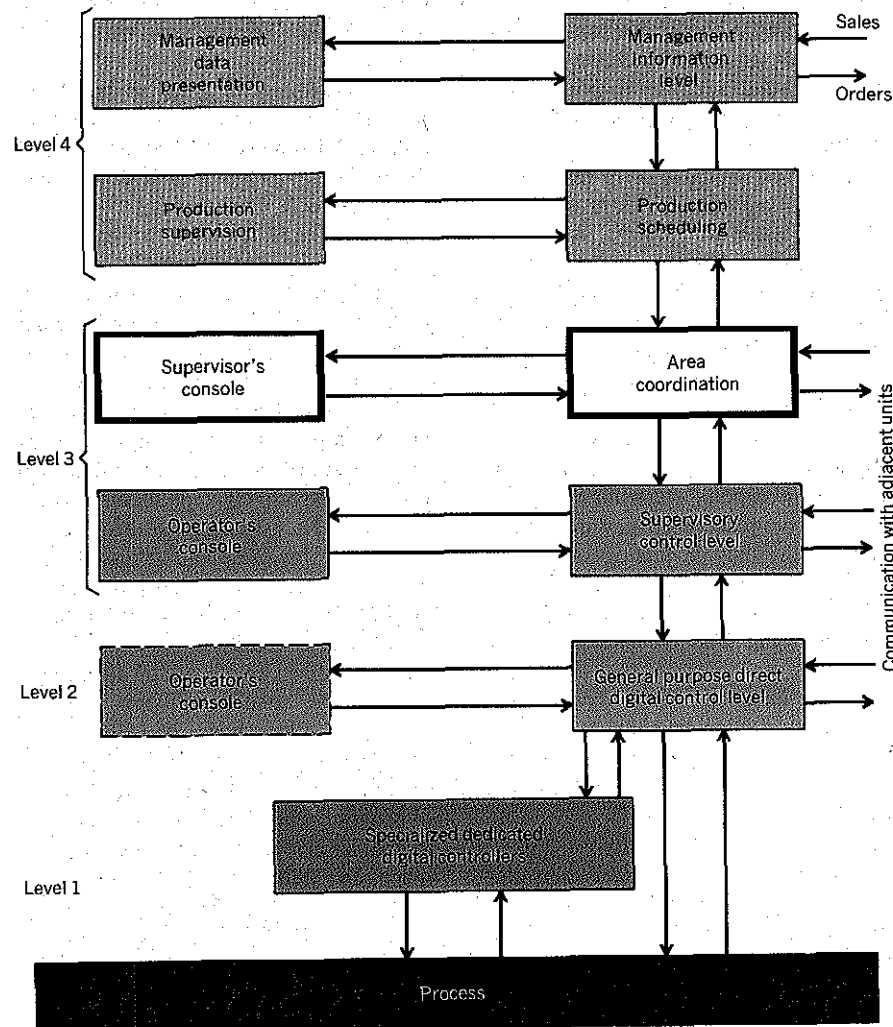 Management
data
presentation
Management
information
level
Sales
Orders
Level 4
Production
supervision
Production
scheduling
Supervisor's
console
Area
coordination
Level 3
Operator's
console
Supervisory
control level
Communication with adjacent units
Level 2
Operator's
console
General purpose direct
digital control level
Specialized dedicated
digital controllers
Level 1
Process